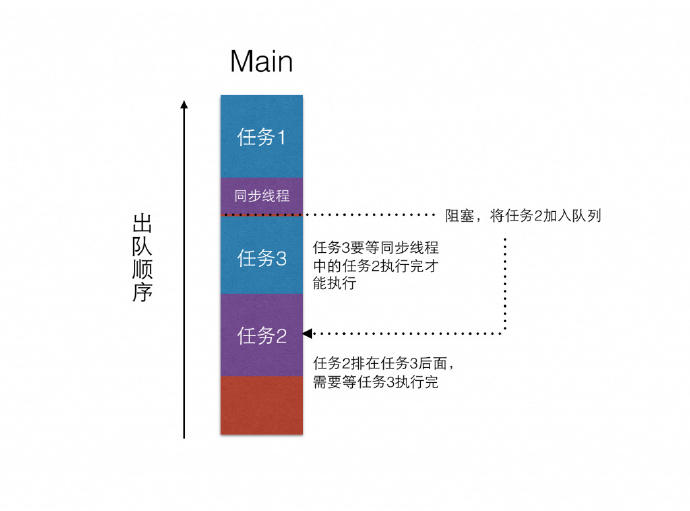 Main
任务1
同步线程
阻塞，将任务2加入队列
出队顺序
任务3
任务3要等同步线程
中的任务2执行完才
能执行
任务2
任务2排在任务3后面，
需要等任务3执行完